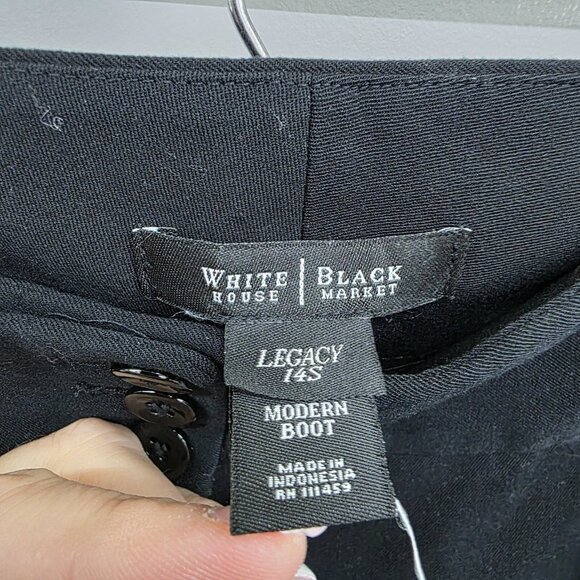 WHITE | BLACK
HOUSE MARKET
LEGACY
14S
MODERN
BOOT
MADE IN
INDONESIA
RN 111459